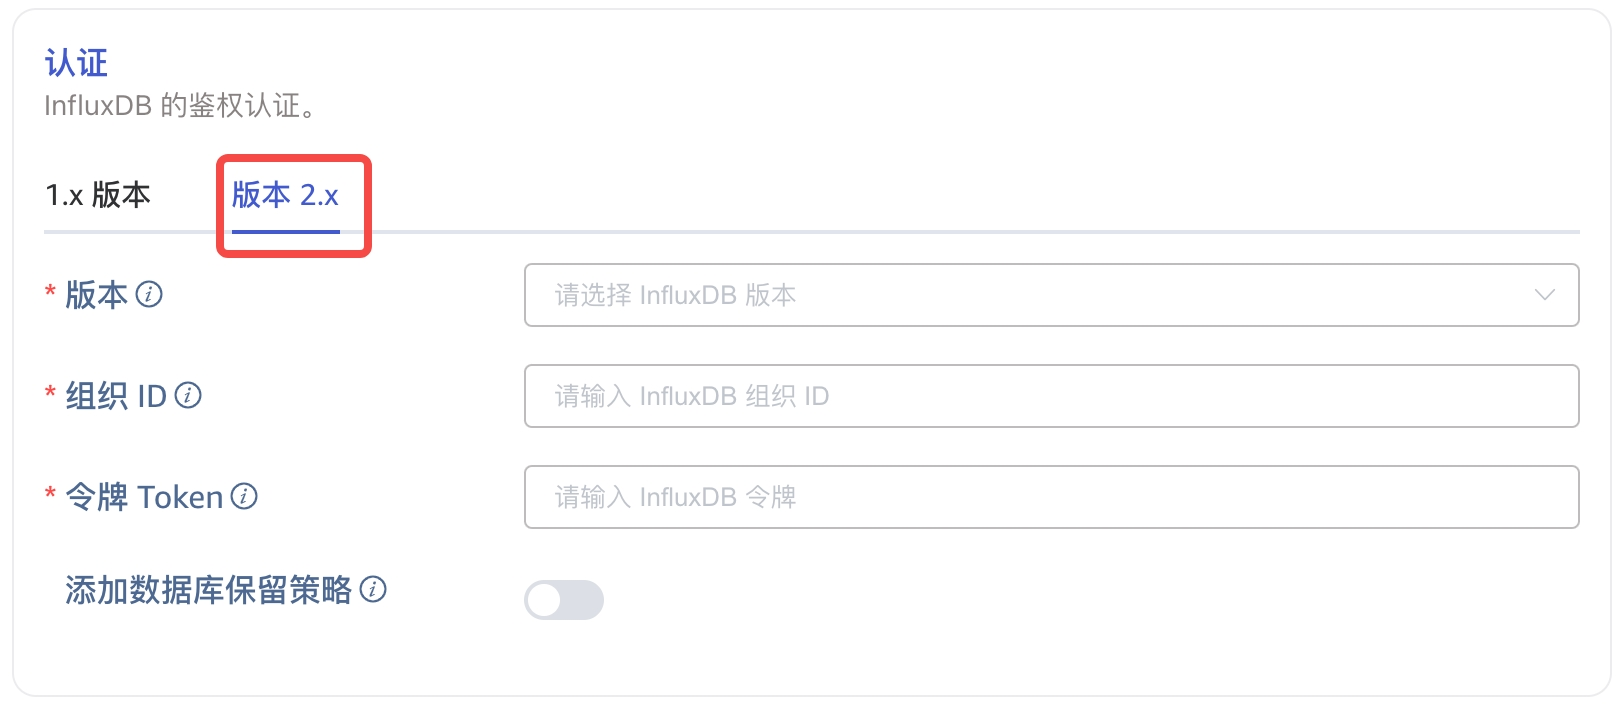 认证
InfluxDB 的鉴权认证。
1.x 版本 版本 2.x
* 版本 请选择 InfluxDB 版本
* 组织 ID 请输入 InfluxDB 组织 ID
* 令牌 Token 请输入 InfluxDB 令牌
添加数据库保留策略